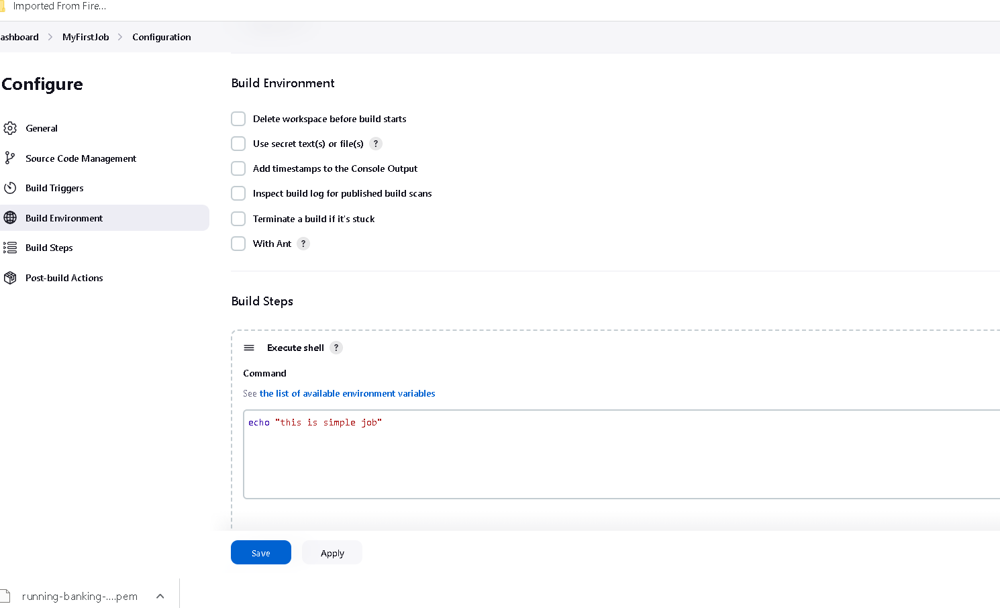 Imported From Fire...
ashboard > MyFirstJob > Configuration
Configure
General
Source Code Management
Build Triggers
Build Environment
Build Steps
Post-build Actions
Build Environment
Delete workspace before build starts
Use secret text(s) or file(s) ?
Add timestamps to the Console Output
Inspect build log for published build scans
Terminate a build if it's stuck
With Ant ?
Build Steps
Execute shell ?
Command
See the list of available environment variables
echo "this is simple job"
Save Apply
running-banking-....pem